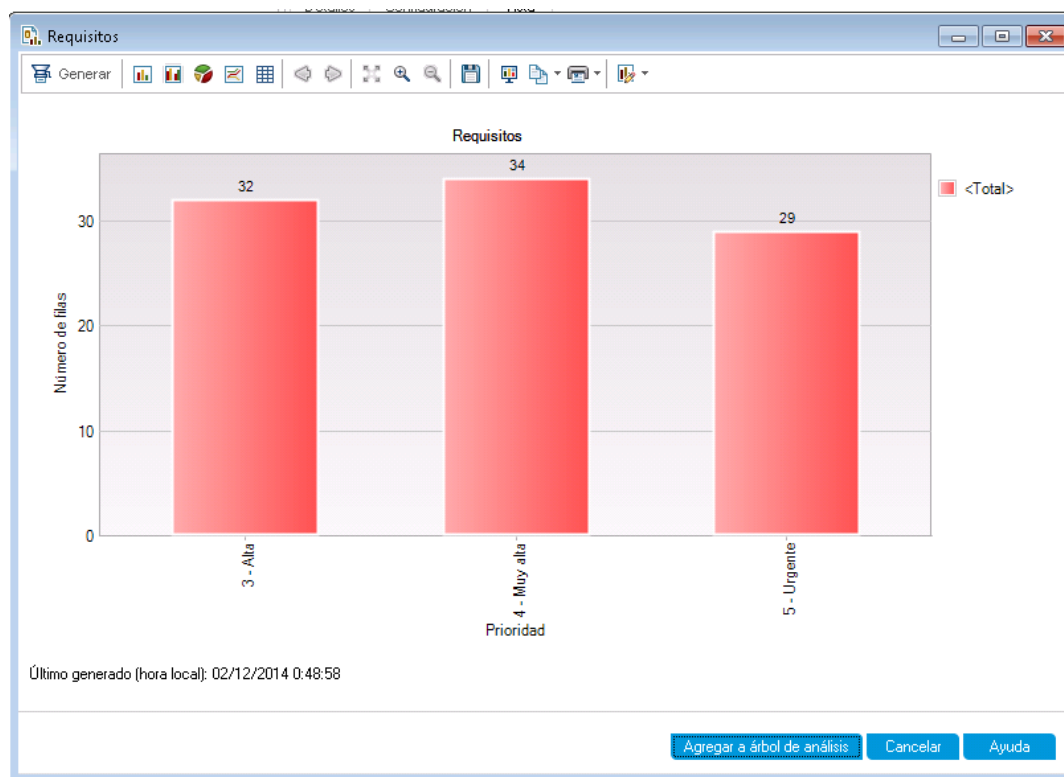 Requisitos
Generar
Requisitos
34
32
29
<Total>
30
20
10
0
Número de filas
3 - Alta
4 - Muy alta
5 - Urgente
Prioridad
Último generado (hora local): 02/12/2014 0:48:58
Agregar a árbol de análisis
Cancelar
Ayuda